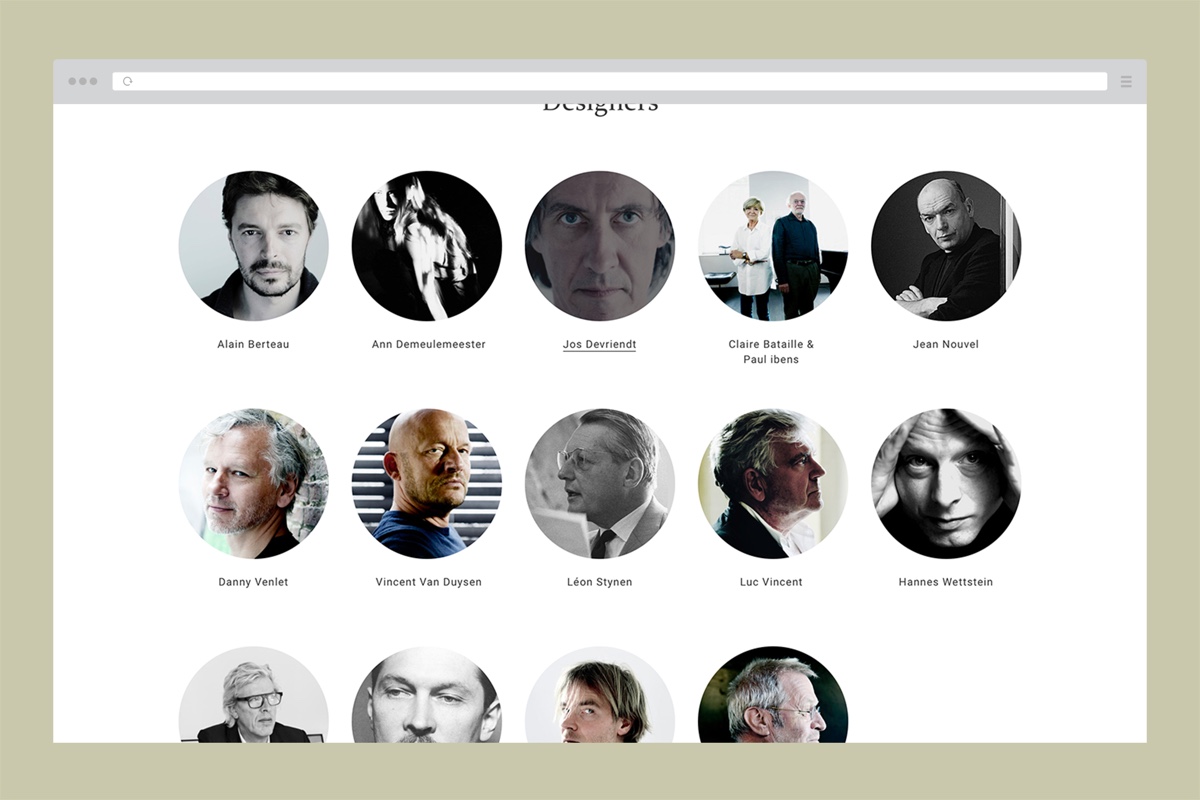 Designers
Alain Berteau
Ann Demeulemeester
Jos Devriendt
Claire Bataille &
Paul ibens
Jean Nouvel
Danny Venlet
Vincent Van Duysen
Léon Stynen
Luc Vincent
Hannes Wettstein